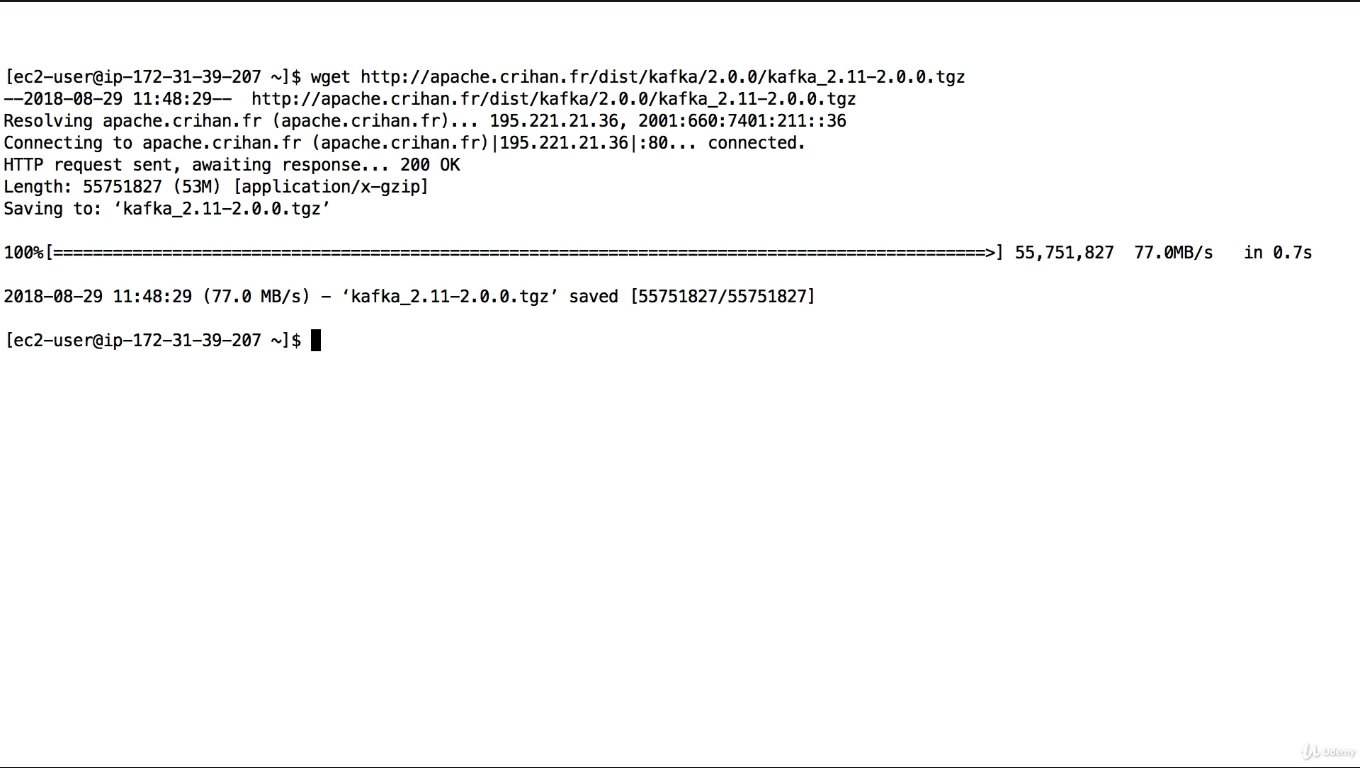 [ec2-user@ip-172-31-39-207 ~]$ wget http://apache.crihan.fr/dist/kafka/2.0.0/kafka_2.11-2.0.0.tgz
--2018-08-29 11:48:29--  http://apache.crihan.fr/dist/kafka/2.0.0/kafka_2.11-2.0.0.tgz
Resolving apache.crihan.fr (apache.crihan.fr)... 195.221.21.36, 2001:660:7401:211::36
Connecting to apache.crihan.fr (apache.crihan.fr)|195.221.21.36|:80... connected.
HTTP request sent, awaiting response... 200 OK
Length: 55751827 (53M) [application/x-gzip]
Saving to: ‘kafka_2.11-2.0.0.tgz’
100%[==============================================================================================>] 55,751,827  77.0MB/s   in 0.7s
2018-08-29 11:48:29 (77.0 MB/s) - ‘kafka_2.11-2.0.0.tgz’ saved [55751827/55751827]
[ec2-user@ip-172-31-39-207 ~]$
Udemy